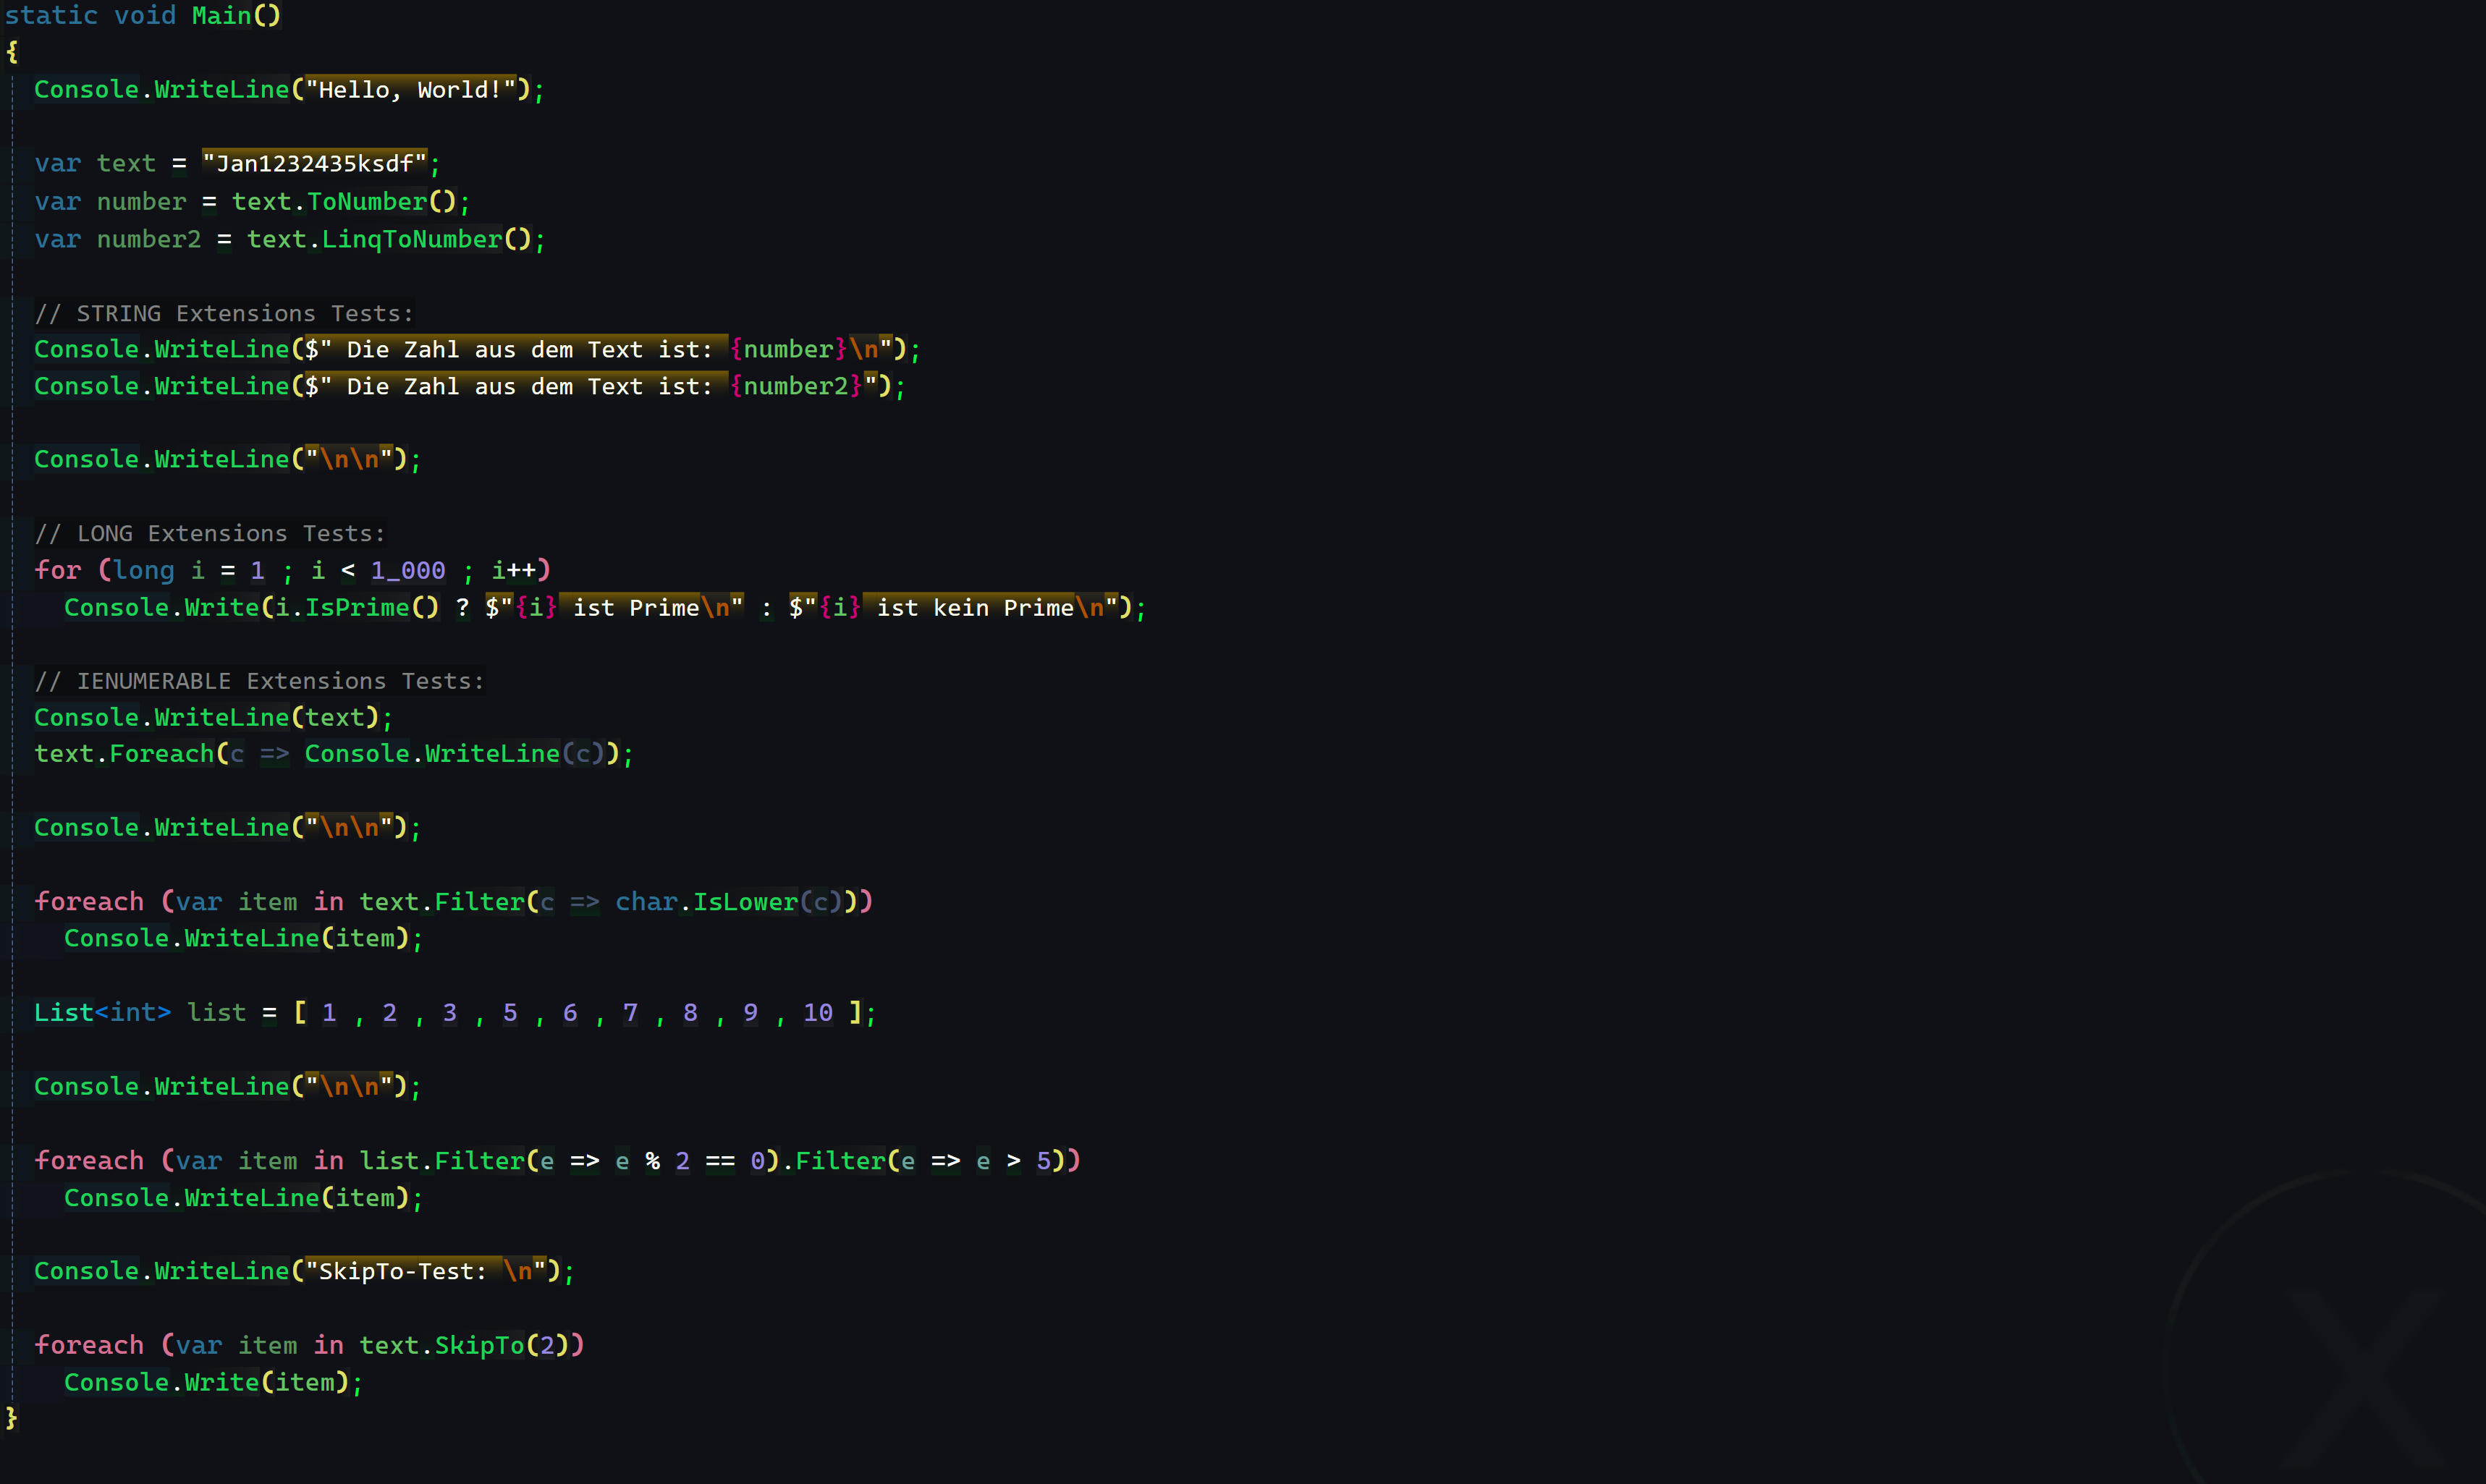 static void Main()
{
Console.WriteLine("Hello, World!");
var text = "Jan1232435ksdf";
var number = text.ToNumber();
var number2 = text.LinqToNumber();
// STRING Extensions Tests:
Console.WriteLine($" Die Zahl aus dem Text ist: {number}\n");
Console.WriteLine($" Die Zahl aus dem Text ist: {number2}");
Console.WriteLine("\n\n");
// LONG Extensions Tests:
for (long i = 1 ; i < 1_000 ; i++)
Console.Write(i.IsPrime() ? $"{i} ist Prime\n" : $"{i} ist kein Prime\n");
// IENUMERABLE Extensions Tests:
Console.WriteLine(text);
text.Foreach(c => Console.WriteLine(c));
Console.WriteLine("\n\n");
foreach (var item in text.Filter(c => char.IsLower(c)))
Console.WriteLine(item);
List<int> list = [ 1 , 2 , 3 , 5 , 6 , 7 , 8 , 9 , 10 ];
Console.WriteLine("\n\n");
foreach (var item in list.Filter(e => e % 2 == 0).Filter(e => e > 5))
Console.WriteLine(item);
Console.WriteLine("SkipTo-Test: \n");
foreach (var item in text.SkipTo(2))
Console.Write(item);
}
X